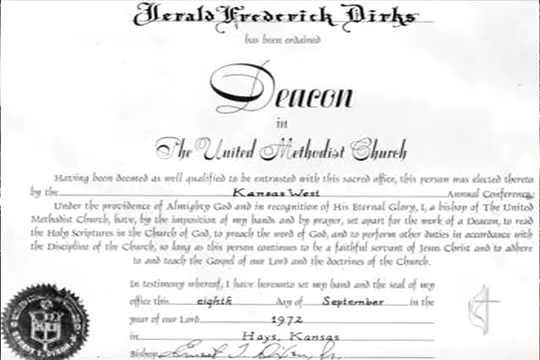 Jerald Frederick Dirks
has been ordained
Deacon
in
The United Methodist Church
Having been deemed as well qualified to be entrusted with this sacred office, this person was elected thereto
by the Kansas West Annual Conference.
Under the providence of Almighty God and in recognition of His Eternal Glory, I, a bishop of The United
Methodist Church, have, by the imposition of my hands and by prayer, set apart for the work of a Deacon, to read
the Holy Scriptures in the Church of God, to preach the word of God, and to perform other duties in accordance with
the Discipline of the Church, so long as this person continues to be a faithful servant of Jesus Christ and to adhere
to and teach the Gospel of our Lord and the doctrines of the Church.
In testimony whereof, I have hereunto set my hand and the seal of my
office this eighth day of September in the
year of our Lord 1972
in Hays, Kansas
Bishop Ernest T. Dixon, Jr.